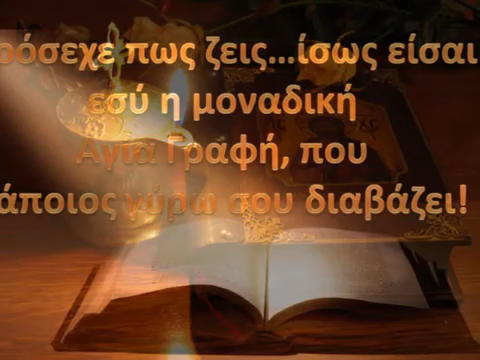 ρόσεχε πως ζεις...ίσως είσαι
εσύ η μοναδική
Αγία Γραφή, που
άποιος γύρω σου διαβάζει!